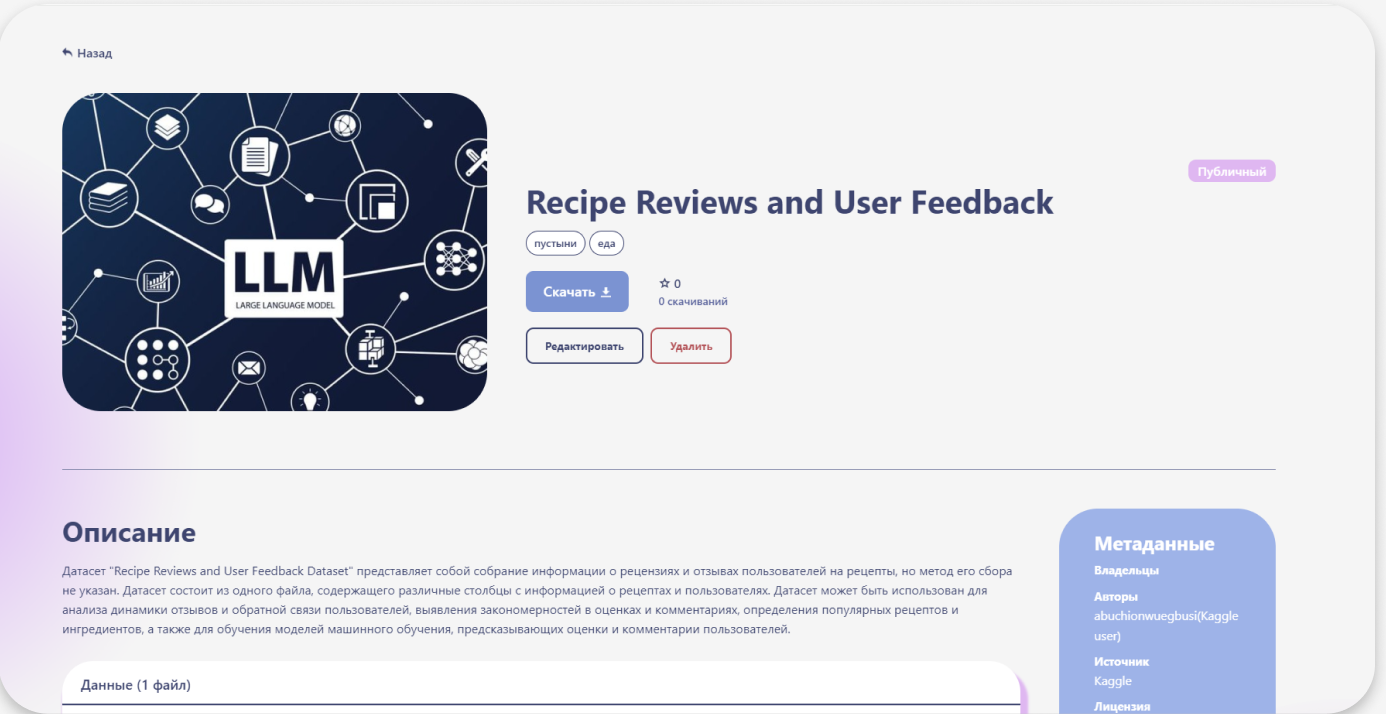 Назад
LLM
LARGE LANGUAGE MODEL
Публичный
Recipe Reviews and User Feedback
пустыни еда
Скачать
0
0 скачиваний
Редактировать Удалить
Описание
Датасет "Recipe Reviews and User Feedback Dataset" представляет собой собрание информации о рецензиях и отзывах пользователей на рецепты, но метод его сбора
не указан. Датасет состоит из одного файла, содержащего различные столбцы с информацией о рецептах и пользователях. Датасет может быть использован для
анализа динамики отзывов и обратной связи пользователей, выявления закономерностей в оценках и комментариях, определения популярных рецептов и
ингредиентов, а также для обучения моделей машинного обучения, предсказывающих оценки и комментарии пользователей.
Данные (1 файл)
Метаданные
Владельцы
Авторы
abuchionwuegbusi(Kaggle
user)
Источник
Kaggle
Лицензия